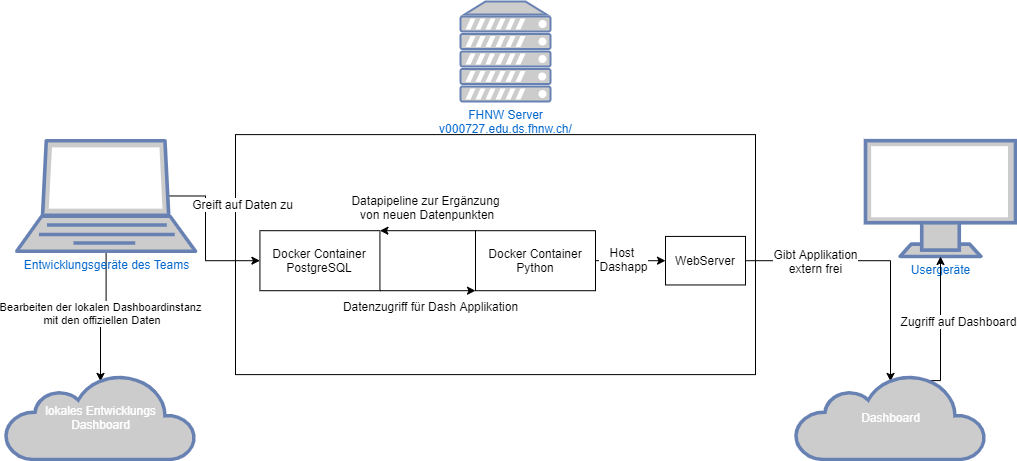 FHNW Server
v000727.edu.ds.fhnw.ch/
Greift auf Daten zu
Datapipeline zur Ergänzung
von neuen Datenpunkten
Docker Container
PostgreSQL
Docker Container
Python
Host
Dashapp
WebServer
Gibt Applikation
extern frei
Datenzugriff für Dash Applikation
Entwicklungsgeräte des Teams
Usergeräte
Bearbeiten der lokalen Dashboardinstanz
mit den offiziellen Daten
Zugriff auf Dashboard
lokales Entwicklungs
Dashboard
Dashboard